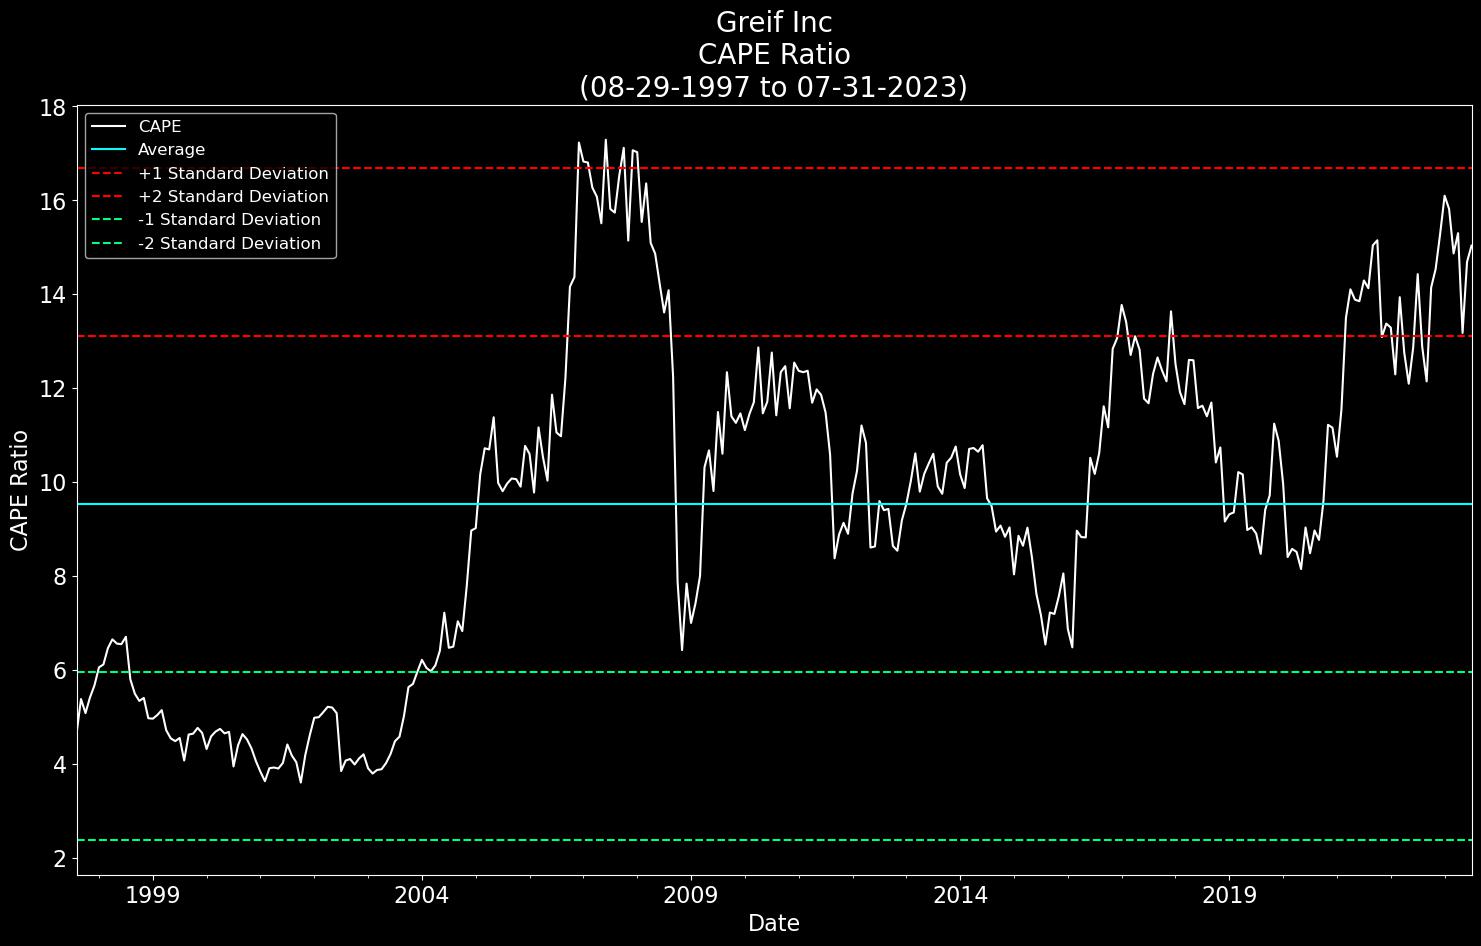 Greif Inc
CAPE Ratio
(08-29-1997 to 07-31-2023)
CAPE
Average
+1 Standard Deviation
+2 Standard Deviation
-1 Standard Deviation
-2 Standard Deviation
18
16
14
12
10
8
6
4
2
CAPE Ratio
1999 2004 2009 2014 2019
Date